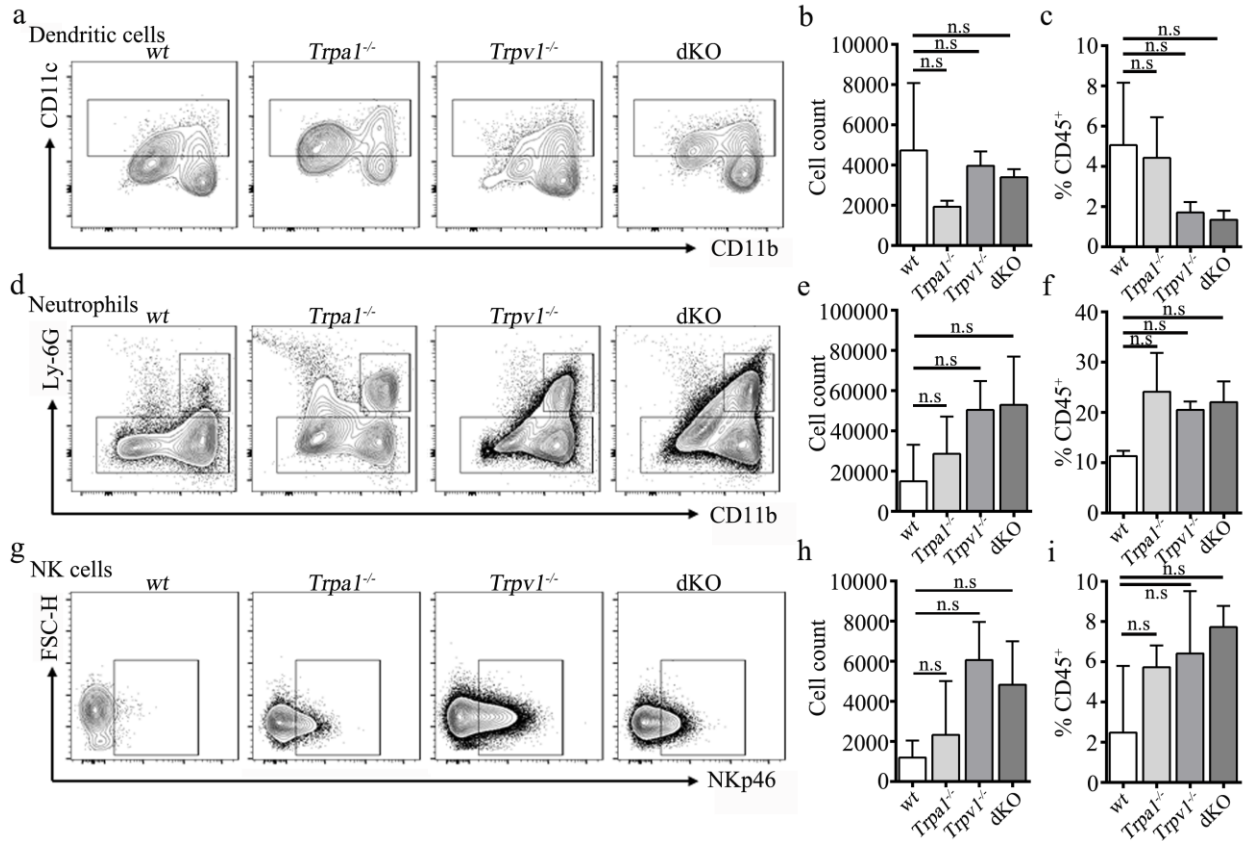 a
Dendritic cells
wt
Trpa1-/-
Trpv1-/-
dKO
CD11c
CD11b
b
n.s
n.s
n.s
10000
8000
6000
4000
2000
0
Cell count
wt
Trpa1-/-
Trpv1-/-
dKO
c
n.s
n.s
n.s
10
8
6
4
2
0
% CD45+
wt
Trpa1-/-
Trpv1-/-
dKO
d
Neutrophils
wt
Trpa1-/-
Trpv1-/-
dKO
Ly-6G
CD11b
e
n.s
n.s
n.s
100000
80000
60000
40000
20000
0
Cell count
wt
Trpa1-/-
Trpv1-/-
dKO
f
n.s
n.s
n.s
40
30
20
10
0
% CD45+
wt
Trpa1-/-
Trpv1-/-
dKO
g
NK cells
wt
Trpa1-/-
Trpv1-/-
dKO
FSC-H
NKp46
h
n.s
n.s
n.s
10000
8000
6000
4000
2000
0
Cell count
wt
Trpa1-/-
Trpv1-/-
dKO
i
n.s
n.s
n.s
10
8
6
4
2
0
% CD45+
wt
Trpa1-/-
Trpv1-/-
dKO